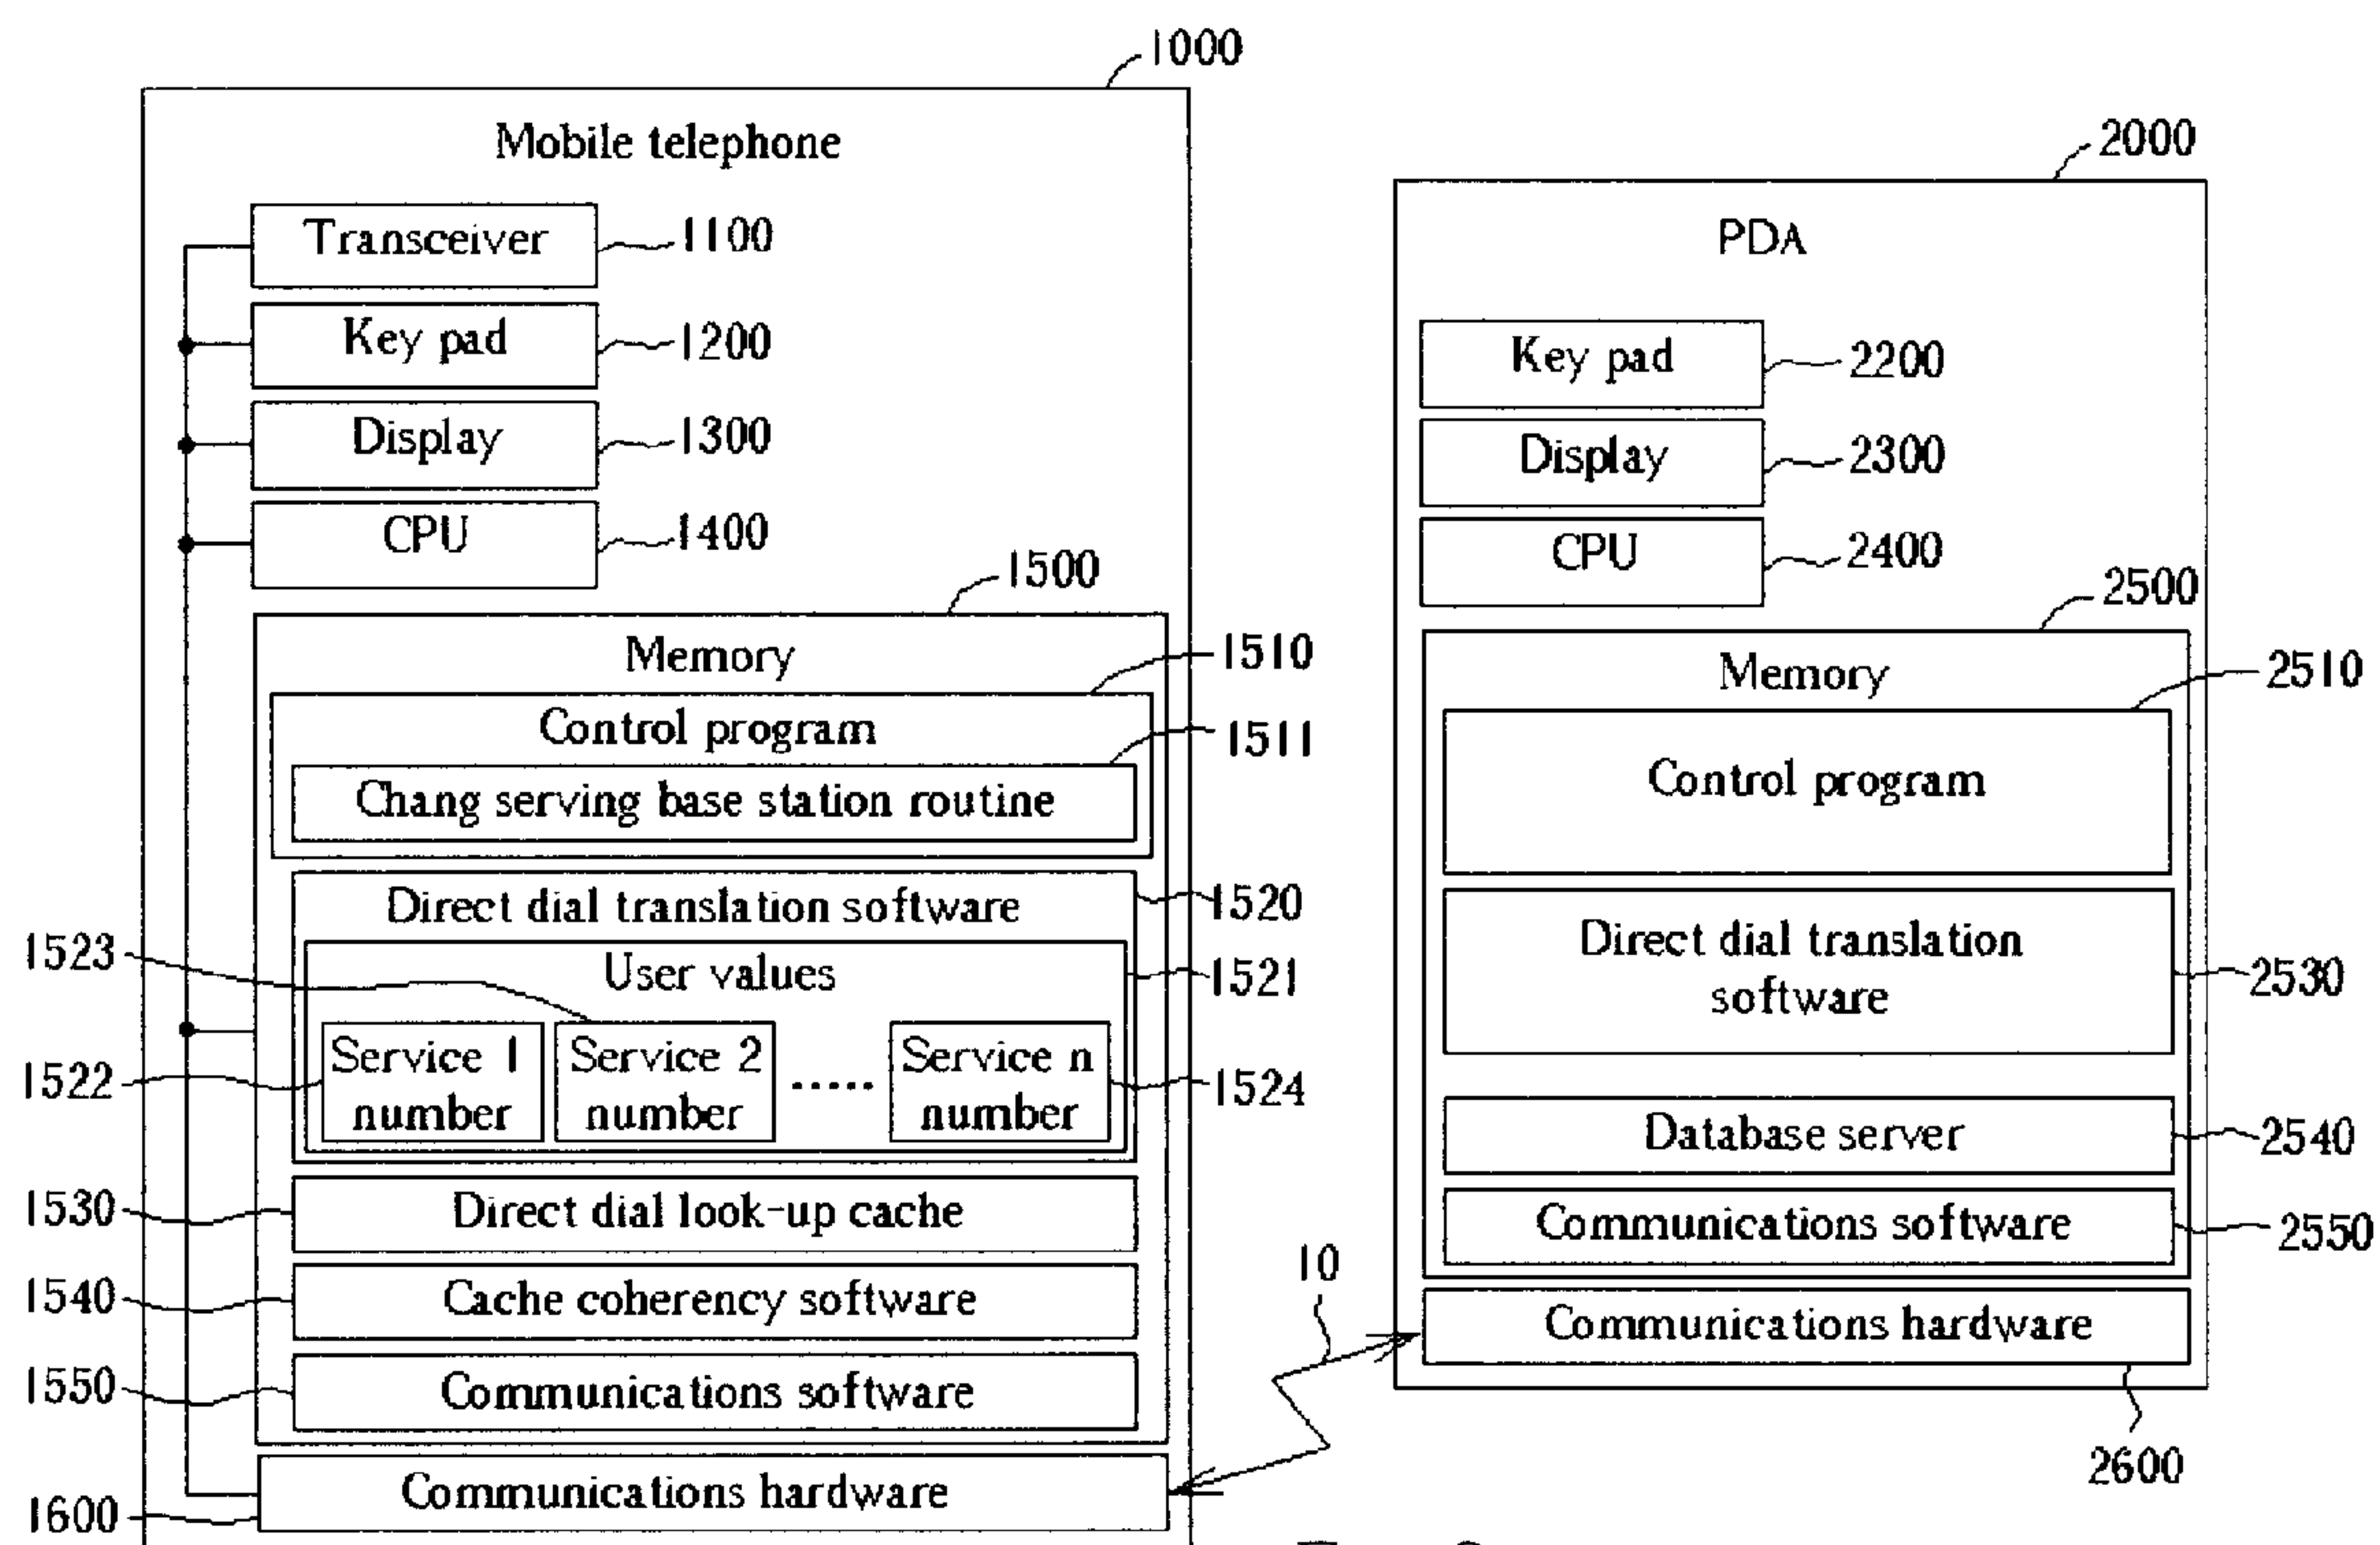 1000
Mobile telephone
Transceiver
1100
Key pad
1200
Display
1300
CPU
1400
1500
Memory
1510
Control program
1511
Chang serving base station routine
Direct dial translation software
1520
1523
User values
1521
Service 1
number
Service 2
number
.....
Service n
number
1522
1524
1530
Direct dial look-up cache
1540
Cache coherency software
1550
Communications software
1600
Communications hardware
10
2000
PDA
Key pad
2200
Display
2300
CPU
2400
2500
Memory
2510
Control program
Direct dial translation
software
2530
Database server
2540
Communications software
2550
Communications hardware
2600